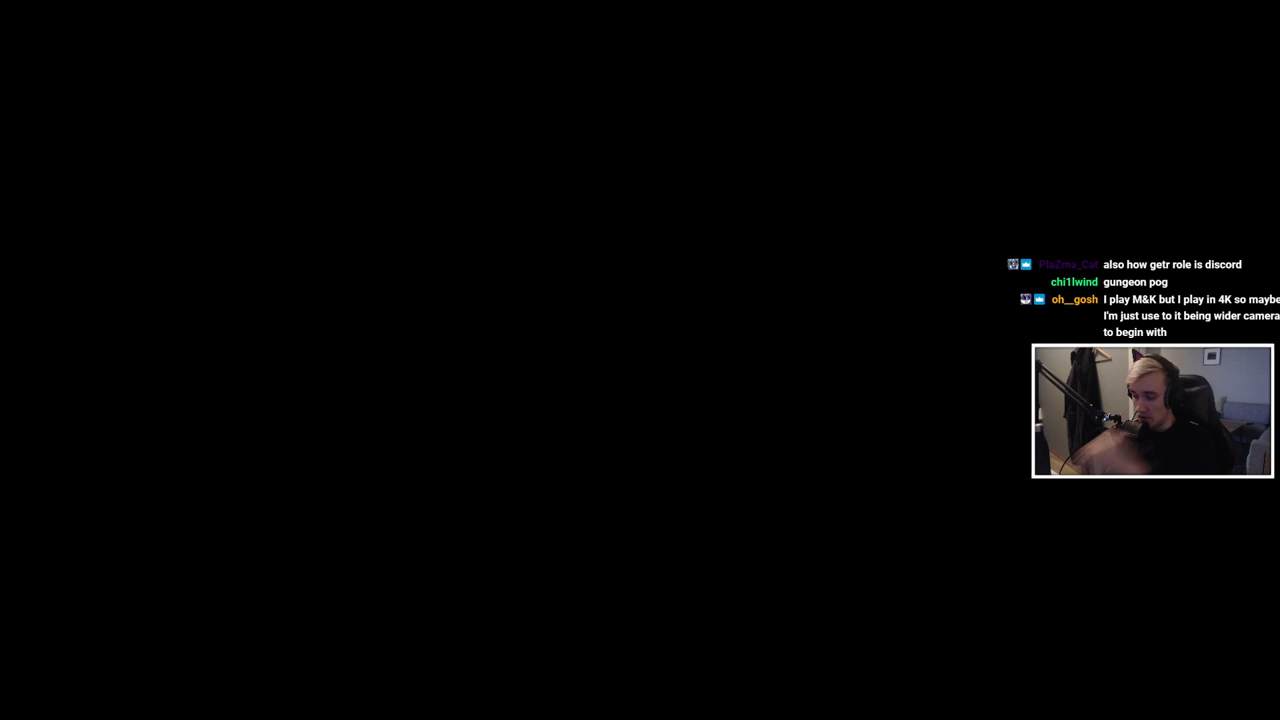 PlaZma_Cat also how getr role is discord
chi1lwind gungeon pog
oh__gosh I play M&K but I play in 4K so maybe
I'm just use to it being wider camera
to begin with